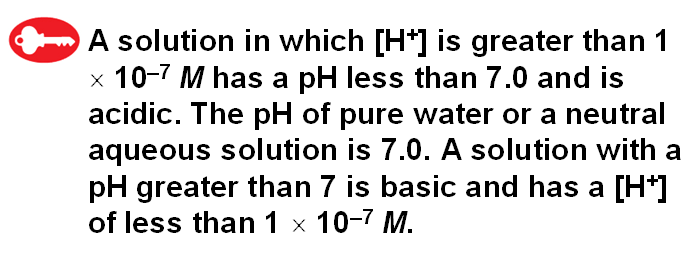 A solution in which [H⁺] is greater than 1
× 10⁻⁷ M has a pH less than 7.0 and is
acidic. The pH of pure water or a neutral
aqueous solution is 7.0. A solution with a
pH greater than 7 is basic and has a [H⁺]
of less than 1 × 10⁻⁷ M.